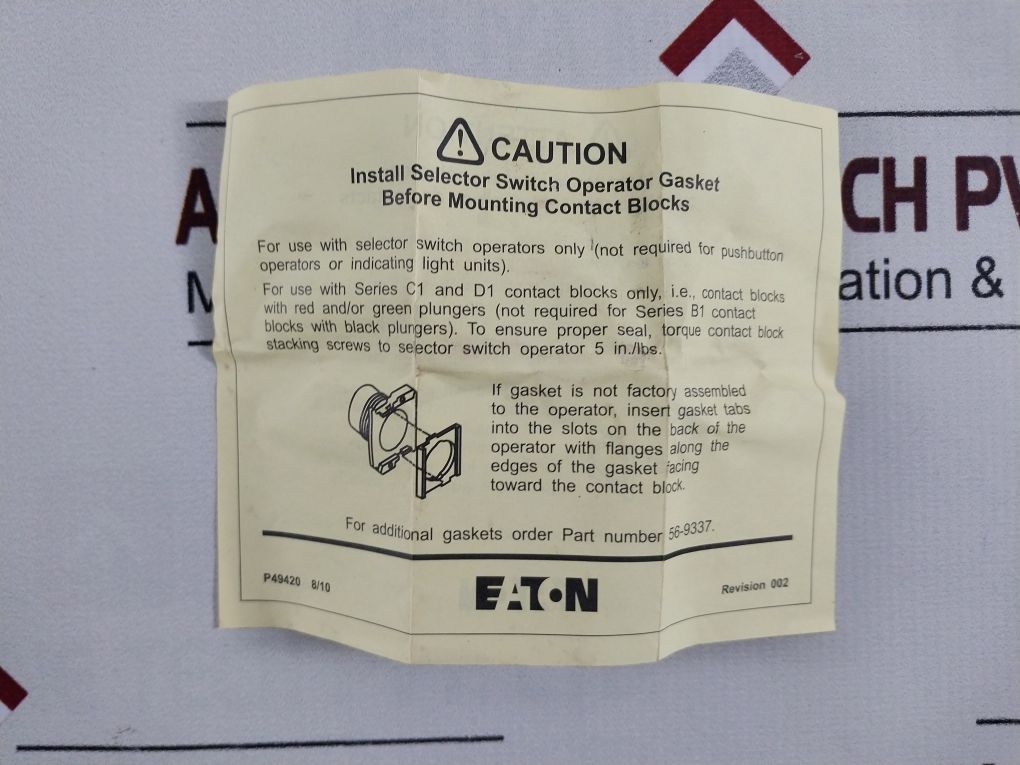 CAUTION
Install Selector Switch Operator Gasket
Before Mounting Contact Blocks
For use with selector switch operators only (not required for pushbutton
operators or indicating light units).
For use with Series C1 and D1 contact blocks only, i.e., contact blocks
with red and/or green plungers (not required for Series B1 contact
blocks with black plungers). To ensure proper seal, torque contact block
stacking screws to selector switch operator 5 in./lbs.
If gasket is not factory assembled
to the operator, insert gasket tabs
into the slots on the back of the
operator with flanges along the
edges of the gasket facing
toward the contact block.
For additional gaskets order Part number 56-9337.
P49420 8/10
EATON
Revision 002
A
CH PV
M
ation &